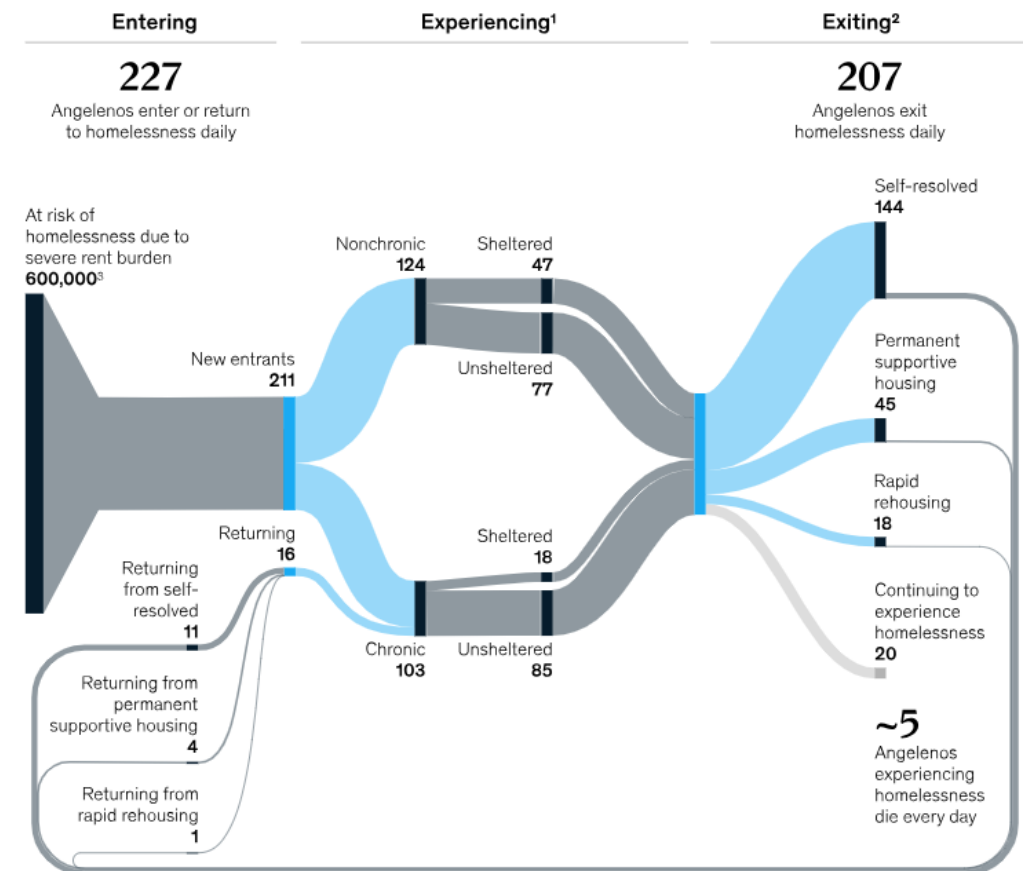 Entering
227
Angelenos enter or return
to homelessness daily
Experiencing¹
Exiting²
207
Angelenos exit
homelessness daily
At risk of
homelessness due to
severe rent burden
600,000³
New entrants
211
Returning
16
Returning
from self-
resolved
11
Returning from
permanent
supportive housing
4
Returning from
rapid rehousing
1
Nonchronic
124
Sheltered
47
Unsheltered
77
Sheltered
18
Chronic
103
Unsheltered
85
Self-resolved
144
Permanent
supportive
housing
45
Rapid
rehousing
18
Continuing to
experience
homelessness
20
~5
Angelenos
experiencing
homelessness
die every day